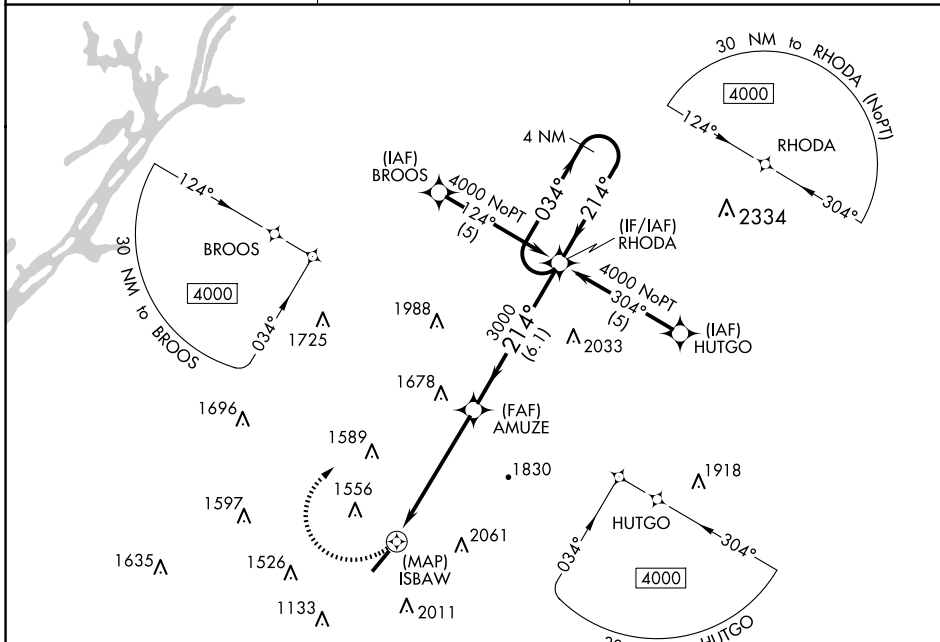 30 NM to RHODA (NoPT)
4000
124°
RHODA
304°
2334
4 NM
034°
214°
(IAF)
BROOS
4000 NoPT
124°
(5)
(IF/IAF)
RHODA
4000 NoPT
304°
(5)
(IAF)
HUTGO
124°
BROOS
4000
30 NM to BROOS
034°
1725
1988
3000
214°
(6.1)
2033
1678
(FAF)
AMUZE
1696
1589
1830
1918
1556
1597
HUTGO
304°
034°
4000
2061
(MAP)
ISBAW
1635
1526
1133
2011
HUTGO